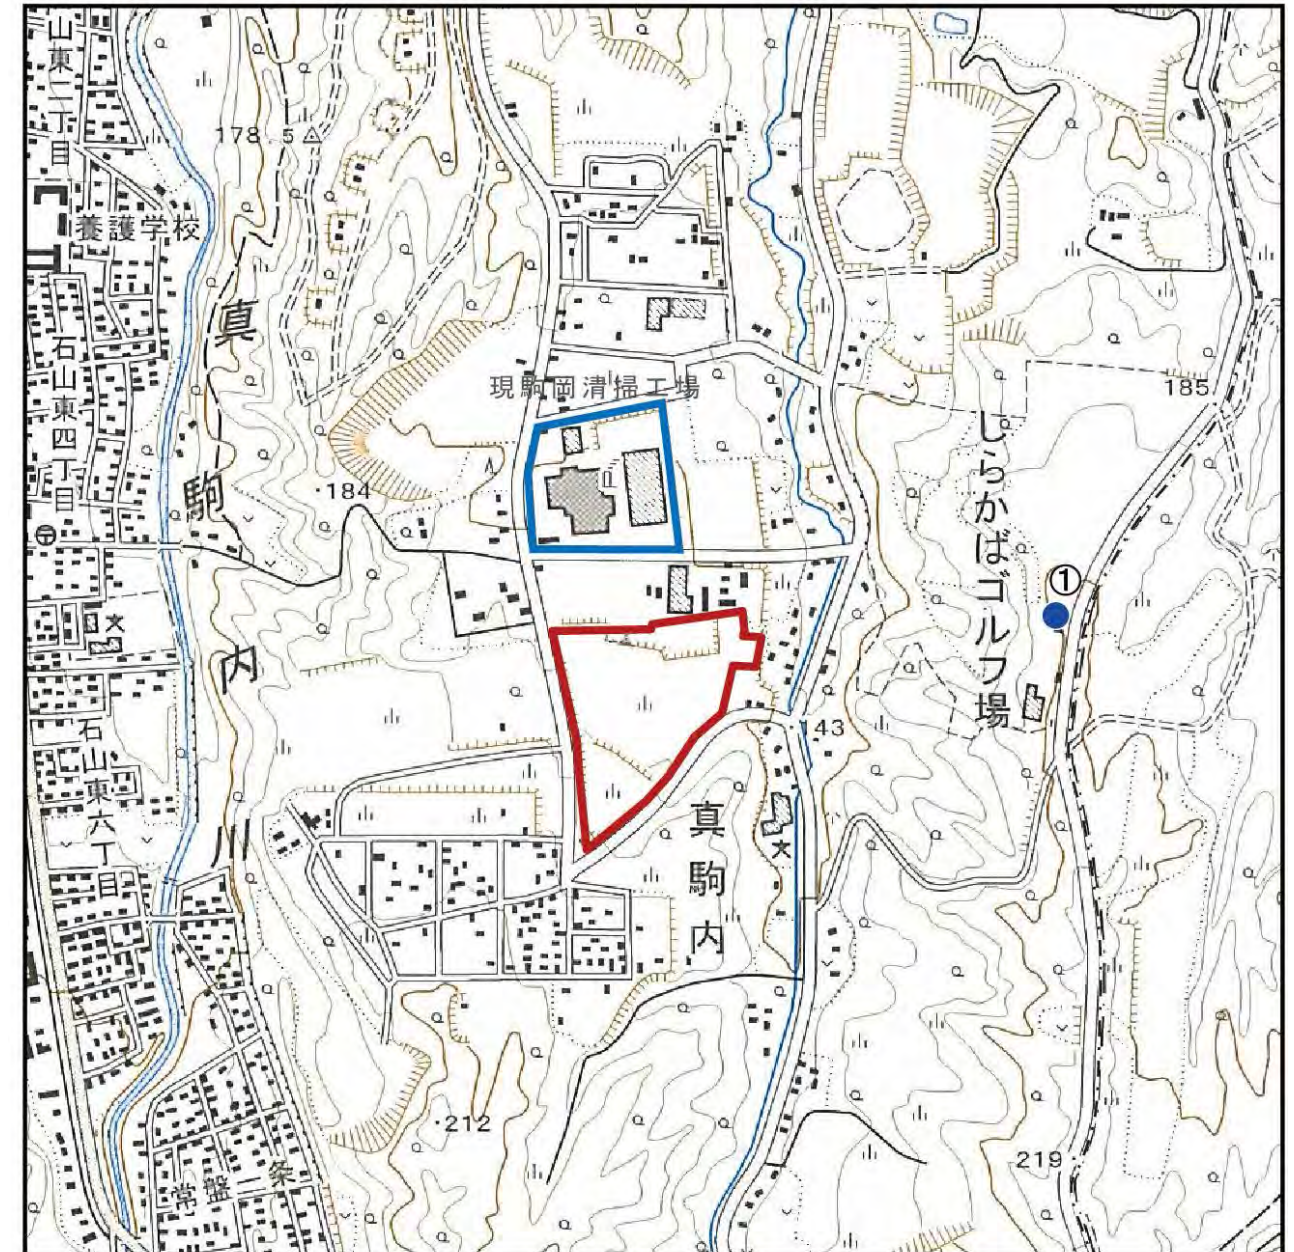 山東二丁目
178.5
養護学校
石山東四丁目
真駒内川
現駒岡清掃工場
・184
185
しらかばゴルフ場
①
43
石山東六丁目
真駒内
・212
219
常盤一条